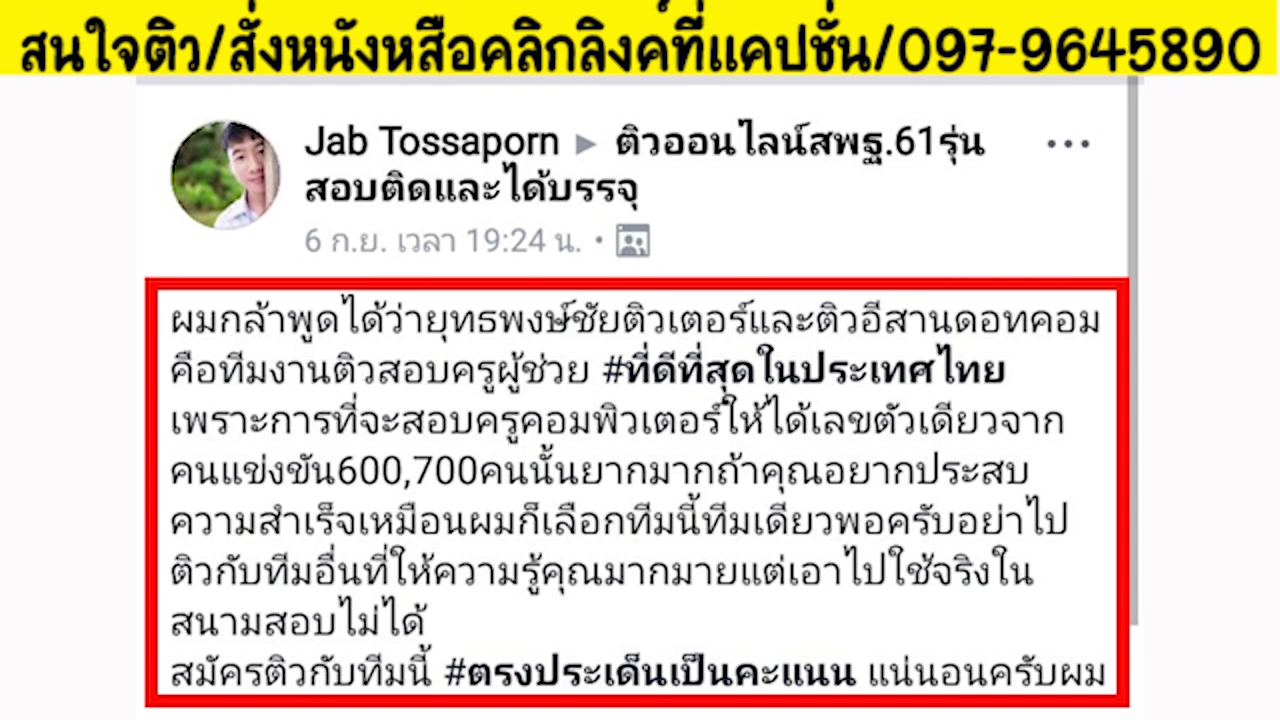 สนใจติว/สั่งหนังหสือคลิกลิงค์ที่แคปชั่น/097-9645890
Jab Tossaporn ▸ ติวออนไลน์สพฐ.61รุ่น
สอบติดและได้บรรจุ
6 ก.ย. เวลา 19:24 น. •
ผมกล้าพูดได้ว่ายุทธพงษ์ชัยติวเตอร์และติวอีสานดอทคอม
คือทีมงานติวสอบครูผู้ช่วย #ที่ดีที่สุดในประเทศไทย
เพราะการที่จะสอบครูคอมพิวเตอร์ให้ได้เลขตัวเดียวจาก
คนแข่งขัน600,700คนนั้นยากมากถ้าคุณอยากประสบ
ความสำเร็จเหมือนผมก็เลือกทีมนี้ทีมเดียวพอครับอย่าไป
ติวกับทีมอื่นที่ให้ความรู้คุณมากมายแต่เอาไปใช้จริงใน
สนามสอบไม่ได้
สมัครติวกับทีมนี้ #ตรงประเด็นเป็นคะแนน แน่นอนครับผม